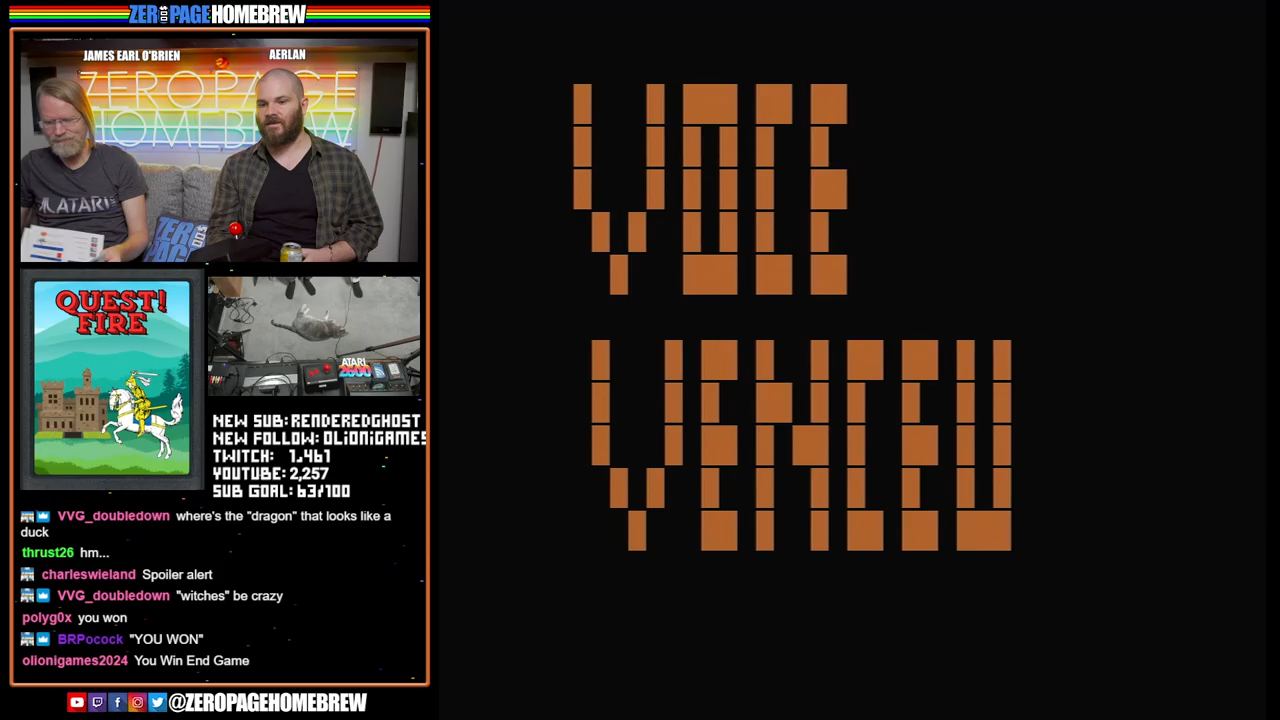 ZEROPAGEHOMEBREW
JAMES EARL O'BRIEN
AERLAN
ZEROPAGE
HOMEBREW
ATARI
ZERO
PAGE
QUEST!
FIRE
ATARI
2600
NEW SUB: RENDEREDGHOST
NEW FOLLOW: OLIONIGAMES
TWITCH: 1,461
YOUTUBE: 2,257
SUB GOAL: 63/100
VVG_doubledown where's the "dragon" that looks like a
duck
thrust26 hm...
charleswieland Spoiler alert
VVG_doubledown "witches" be crazy
polyg0x you won
BRPocock "YOU WON"
olionigames2024 You Win End Game
@ZEROPAGEHOMEBREW
VOCE
VENCEU